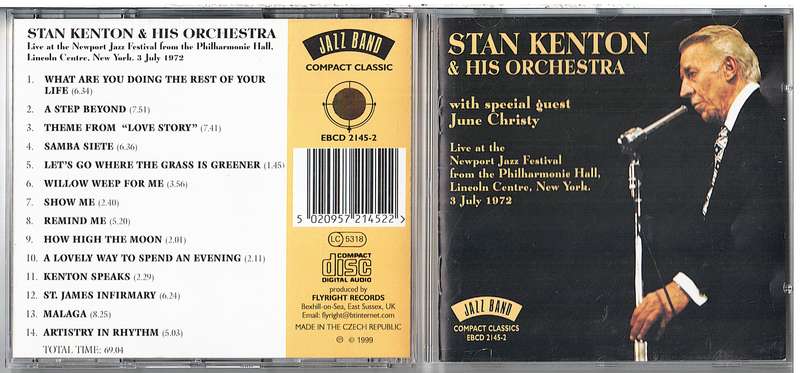 STAN KENTON & HIS ORCHESTRA
Live at the Newport Jazz Festival from the Philharmonic Hall,
Lincoln Centre, New York. 3 July 1972
1. WHAT ARE YOU DOING THE REST OF YOUR
LIFE (6.34)
2. A STEP BEYOND (7.51)
3. THEME FROM "LOVE STORY" (7.41)
4. SAMBA SIETE (6.36)
5. LET'S GO WHERE THE GRASS IS GREENER (1.45)
6. WILLOW WEEP FOR ME (3.56)
7. SHOW ME (2.40)
8. REMIND ME (5.20)
9. HOW HIGH THE MOON (2.01)
10. A LOVELY WAY TO SPEND AN EVENING (2.11)
11. KENTON SPEAKS (2.29)
12. ST. JAMES INFIRMARY (6.24)
13. MALAGA (8.25)
14. ARTISTRY IN RHYTHM (5.03)
TOTAL TIME: 69.04
JAZZ BAND
COMPACT CLASSIC
EBCD 2145-2
5 020957 214522 >
LC 5318
COMPACT
disc
DIGITAL AUDIO
produced by
FLYRIGHT RECORDS
Bexhill-on-Sea, East Sussex, UK
Email: flyright@btinternet.com
MADE IN THE CZECH REPUBLIC
℗ © 1999
STAN KENTON
& HIS ORCHESTRA
with special guest
June Christy
Live at the
Newport Jazz Festival
from the Philharmonic Hall,
Lincoln Centre, New York.
3 July 1972
JAZZ BAND
COMPACT CLASSICS
EBCD 2145-2